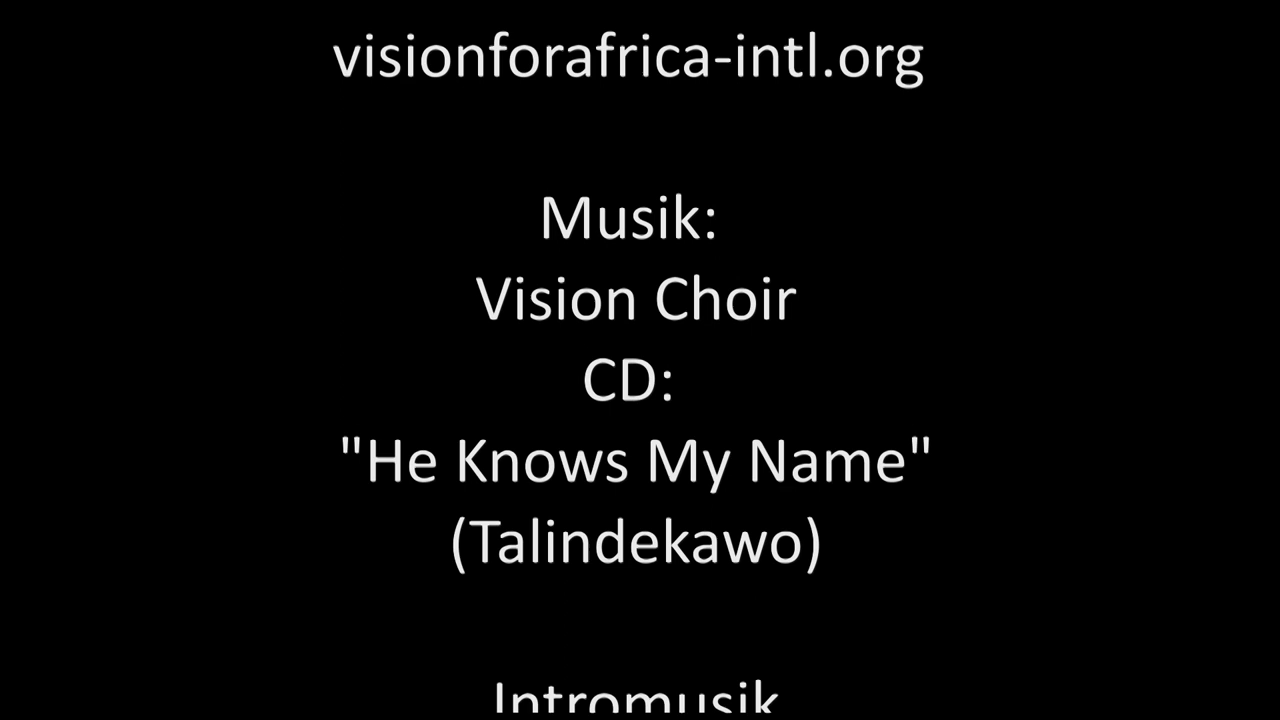 visionforafrica-intl.org
Musik:
Vision Choir
CD:
"He Knows My Name"
(Talindekawo)
Intromusik